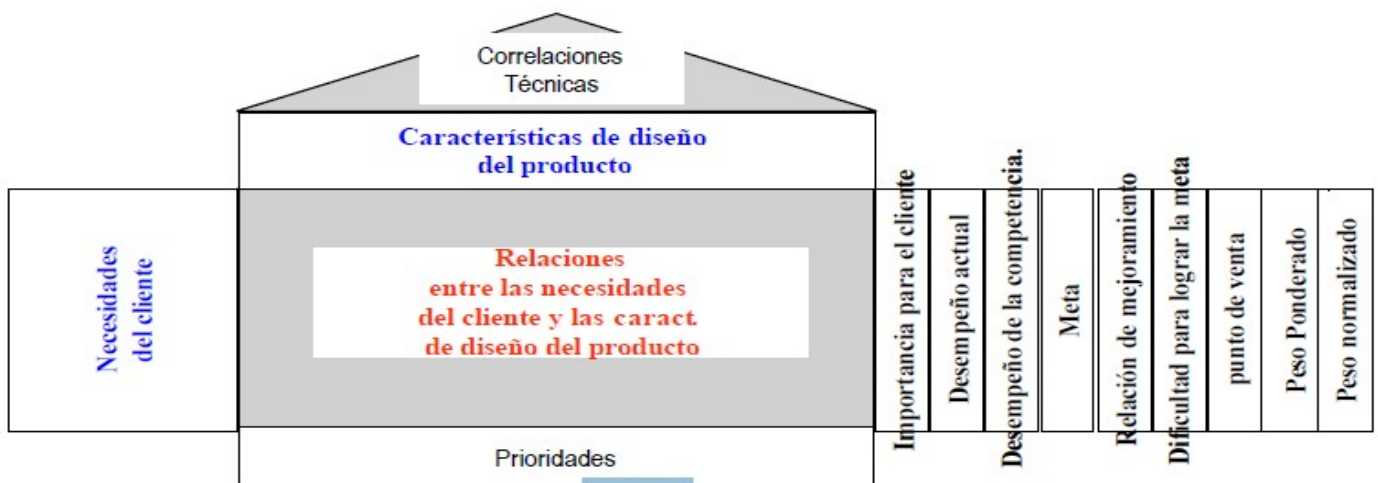 Correlaciones
Técnicas
Características de diseño
del producto
Necesidades
del cliente
Relaciones
entre las necesidades
del cliente y las caract.
de diseño del producto
Importancia para el cliente
Desempeño actual
Desempeño de la competencia.
Meta
Relación de mejoramiento
Dificultad para lograr la meta
punto de venta
Peso Ponderado
Peso normalizado
Prioridades